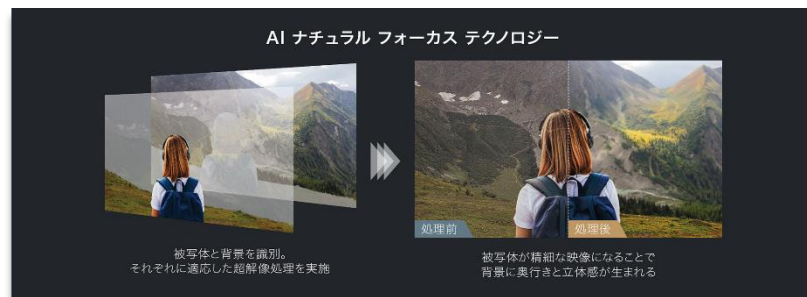 AI ナチュラル フォーカス テクノロジー
処理前
処理後
被写体と背景を識別。
それぞれに適応した超解像処理を実施
被写体が精細な映像になることで
背景に奥行きと立体感が生まれる